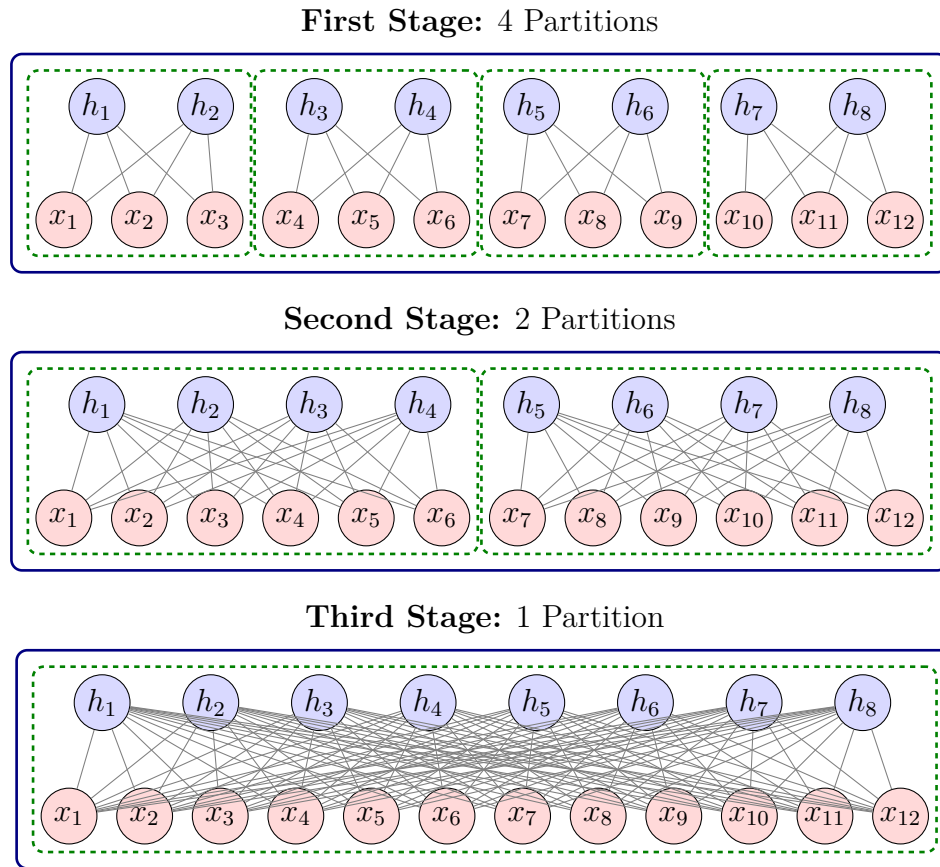 First Stage: 4 Partitions
h₁ h₂ h₃ h₄ h₅ h₆ h₇ h₈
x₁ x₂ x₃ x₄ x₅ x₆ x₇ x₈ x₉ x₁₀ x₁₁ x₁₂
Second Stage: 2 Partitions
h₁ h₂ h₃ h₄ h₅ h₆ h₇ h₈
x₁ x₂ x₃ x₄ x₅ x₆ x₇ x₈ x₉ x₁₀ x₁₁ x₁₂
Third Stage: 1 Partition
h₁ h₂ h₃ h₄ h₅ h₆ h₇ h₈
x₁ x₂ x₃ x₄ x₅ x₆ x₇ x₈ x₉ x₁₀ x₁₁ x₁₂